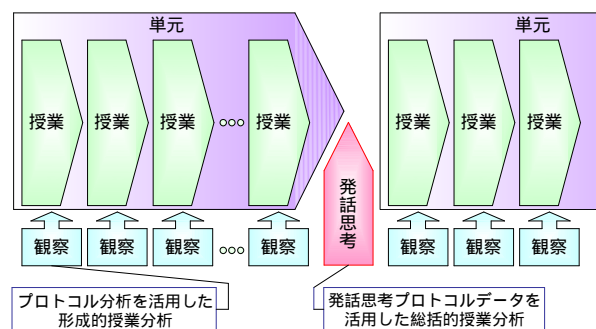 単元
授業
授業
授業
授業
発話思考
観察
観察
観察
観察
プロトコル分析を活用した
形成的授業分析
発話思考プロトコルデータを
活用した総括的授業分析
単元
授業
授業
授業
観察
観察
観察